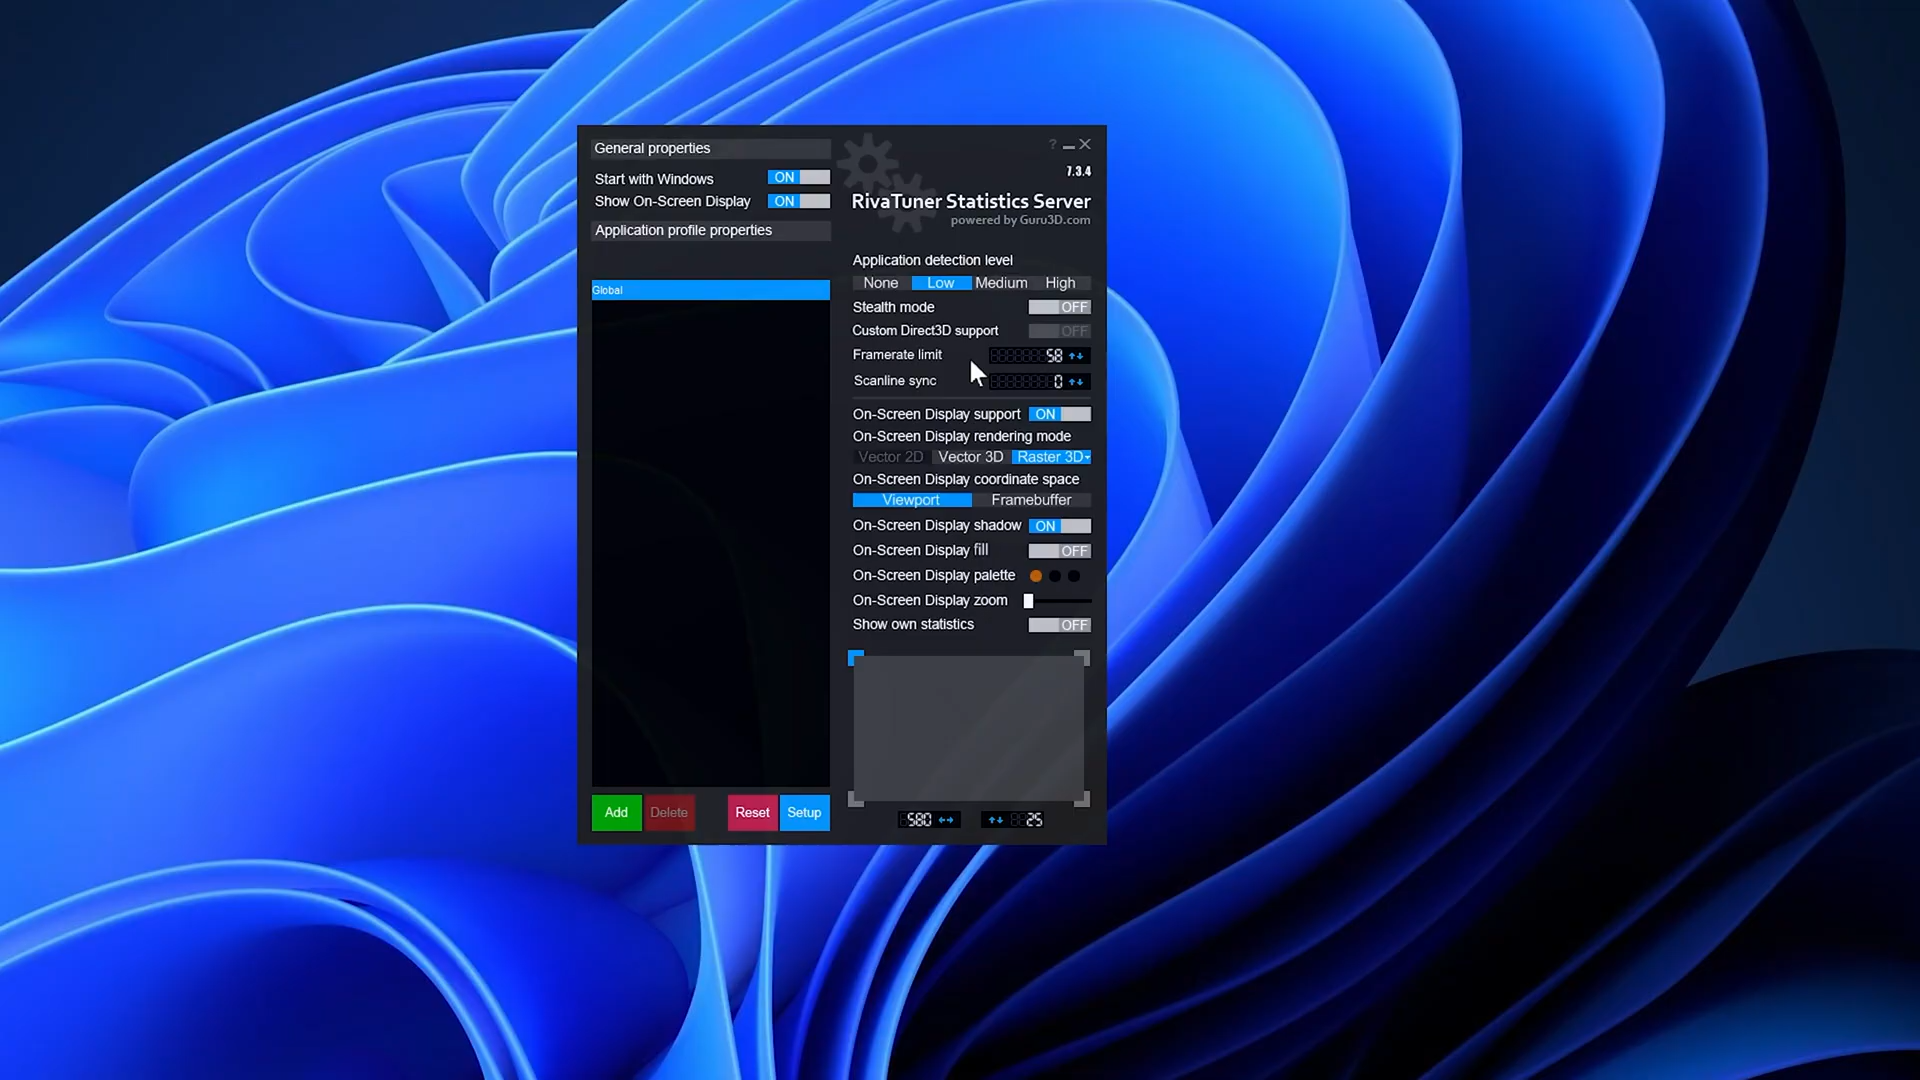 General properties
Start with Windows ON
Show On-Screen Display ON
Application profile properties
Global
Add Delete Reset Setup
?
7.3.4
RivaTuner Statistics Server
powered by Guru3D.com
Application detection level
None Low Medium High
Stealth mode OFF
Custom Direct3D support OFF
Framerate limit 58
Scanline sync 0
On-Screen Display support ON
On-Screen Display rendering mode
Vector 2D Vector 3D Raster 3D
On-Screen Display coordinate space
Viewport Framebuffer
On-Screen Display shadow ON
On-Screen Display fill OFF
On-Screen Display palette
On-Screen Display zoom
Show own statistics OFF
580 25